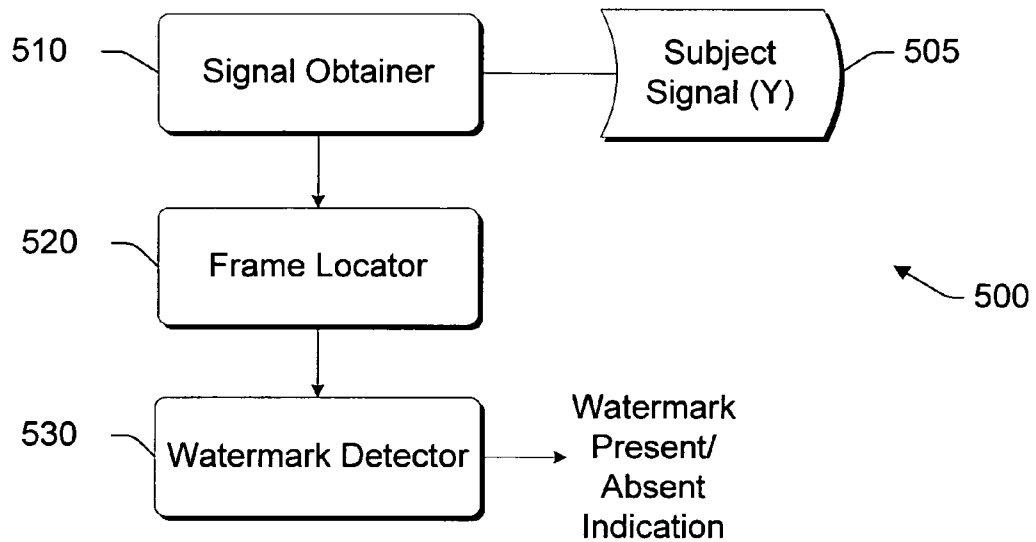 510
Signal Obtainer
Subject
Signal (Y)
505
520
Frame Locator
500
530
Watermark Detector
Watermark
Present/
Absent
Indication